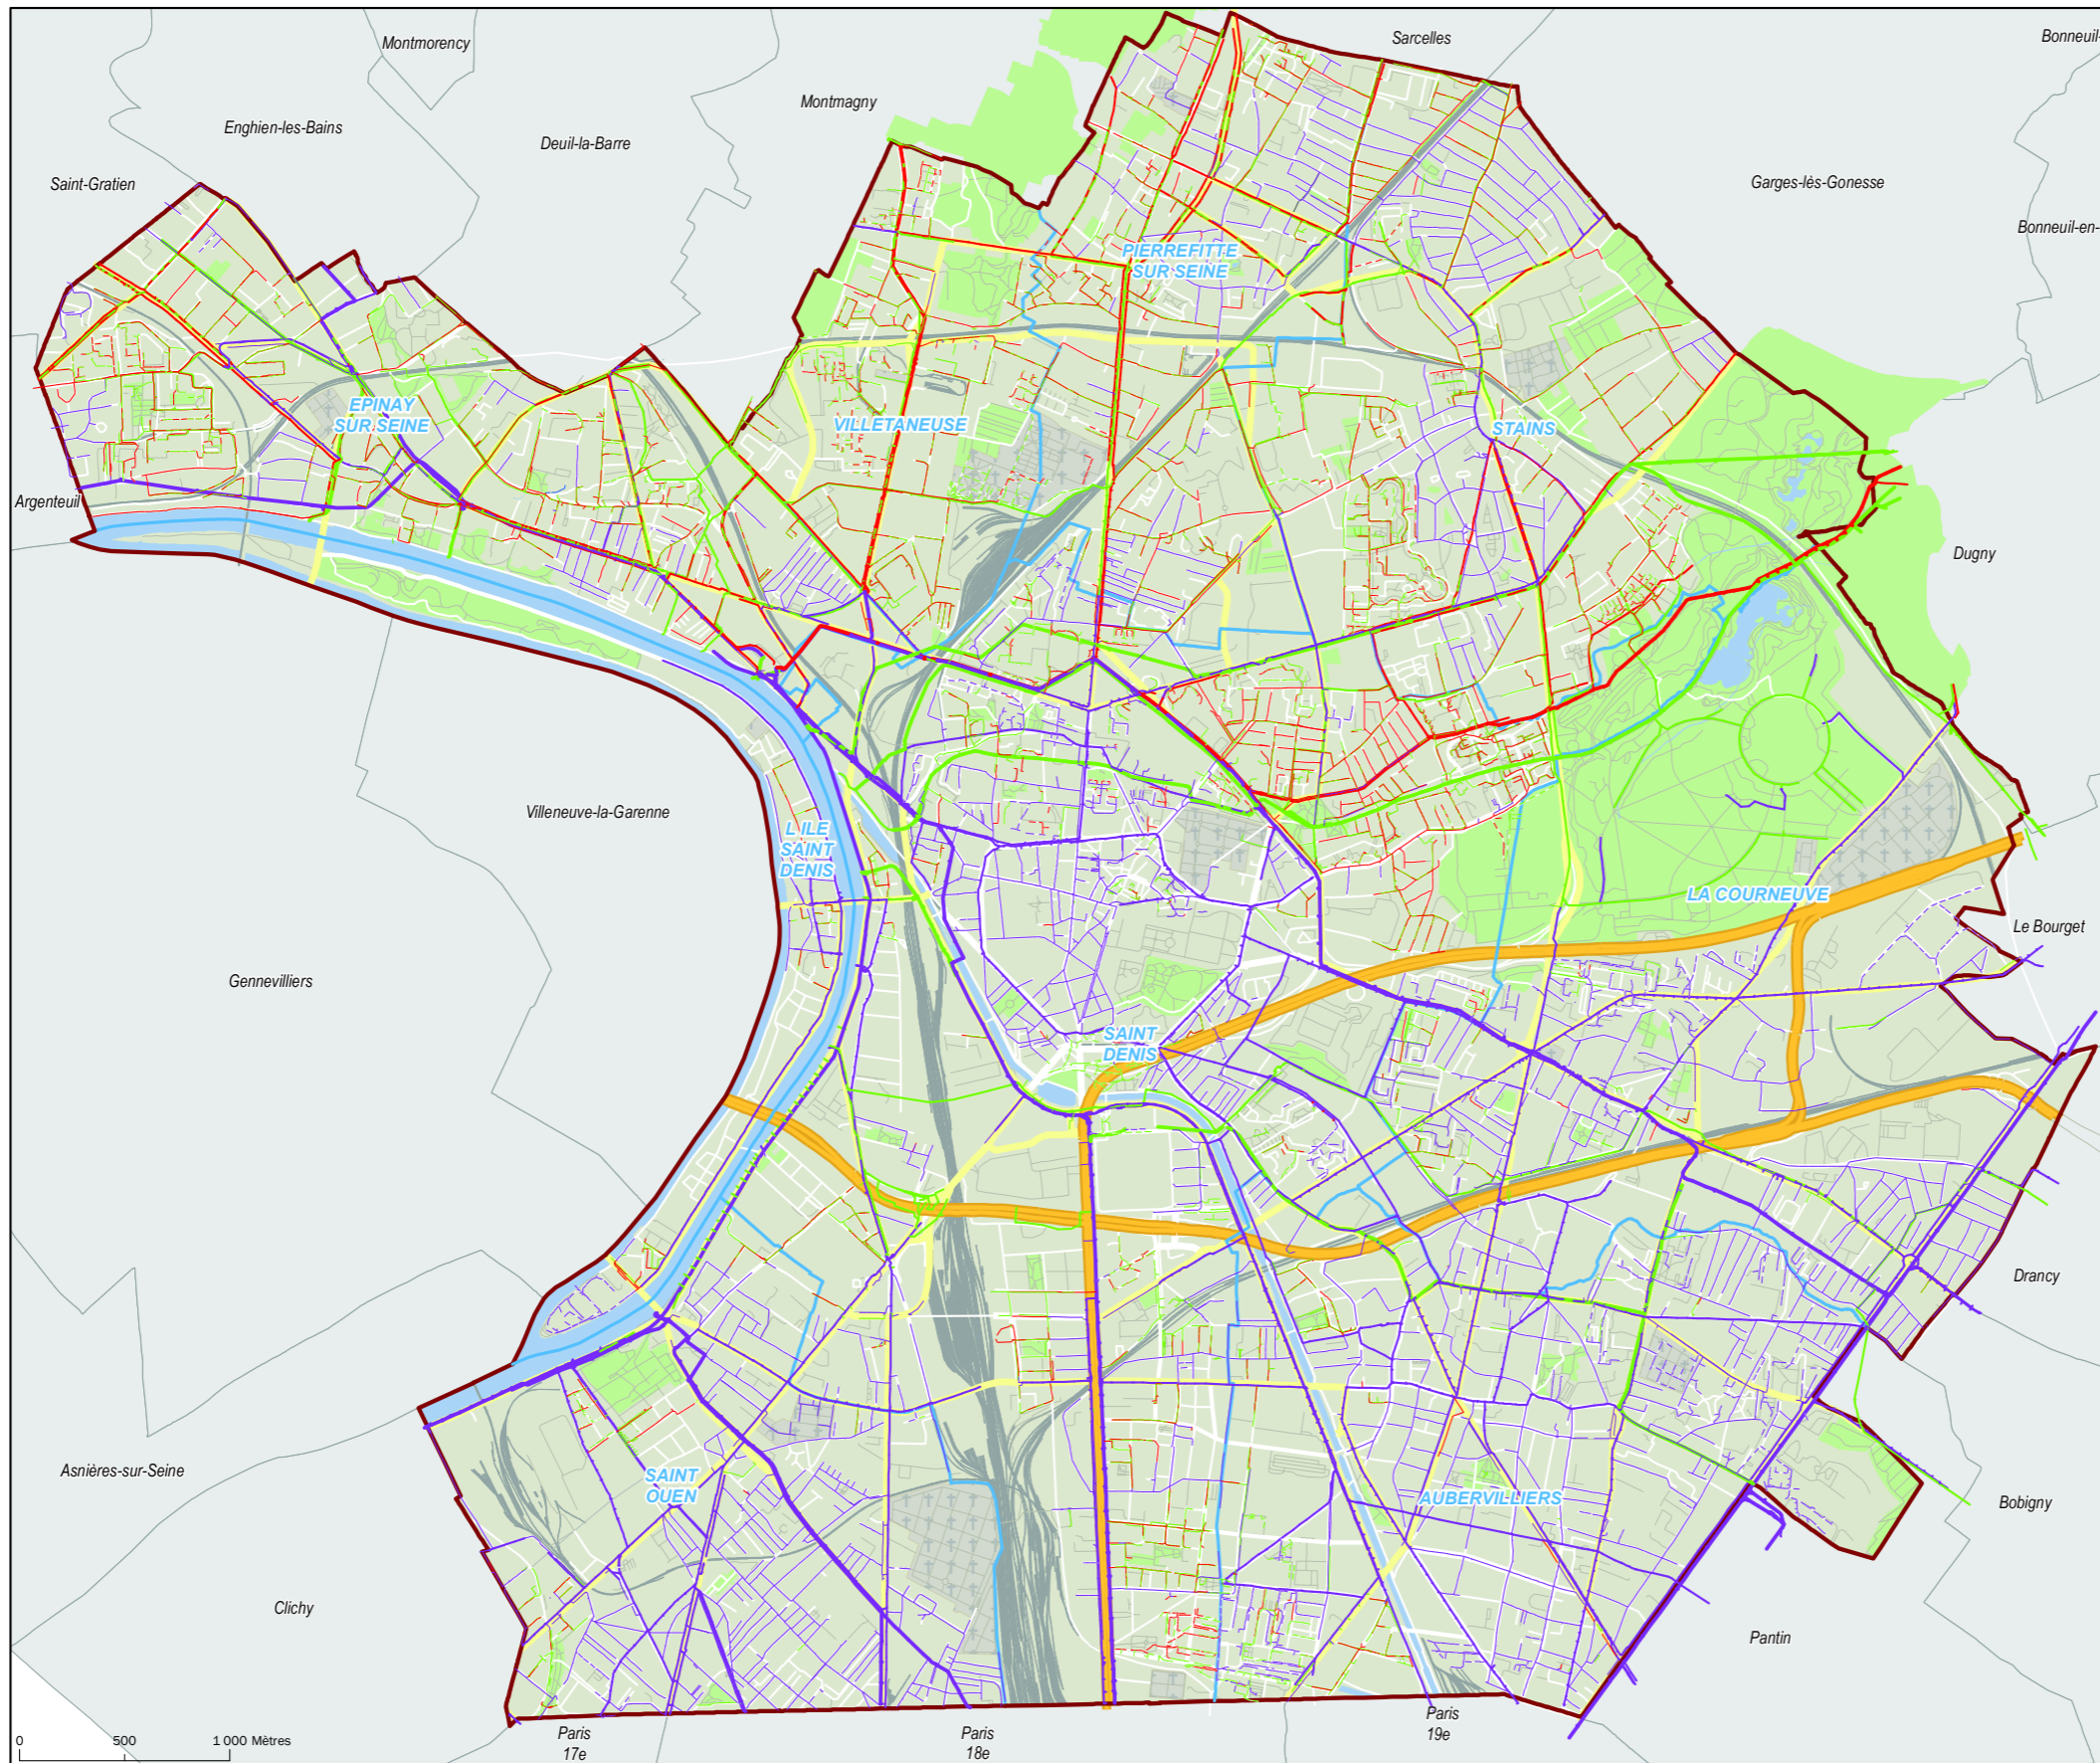 Montmorency
Sarcelles
Bonneuil-
Montmagny
Enghien-les-Bains
Deuil-la-Barre
Saint-Gratien
Garges-lès-Gonesse
Bonneuil-en-
PIERREFITTE
SUR SEINE
EPINAY
SUR SEINE
VILLETANEUSE
STAINS
Argenteuil
Dugny
Villeneuve-la-Garenne
L ILE
SAINT
DENIS
LA COURNEUVE
Le Bourget
Gennevilliers
SAINT
DENIS
Drancy
Asnières-sur-Seine
SAINT
OUEN
AUBERVILLIERS
Bobigny
Clichy
Pantin
Paris
17e
Paris
18e
Paris
19e
0 500 1 000 Mètres